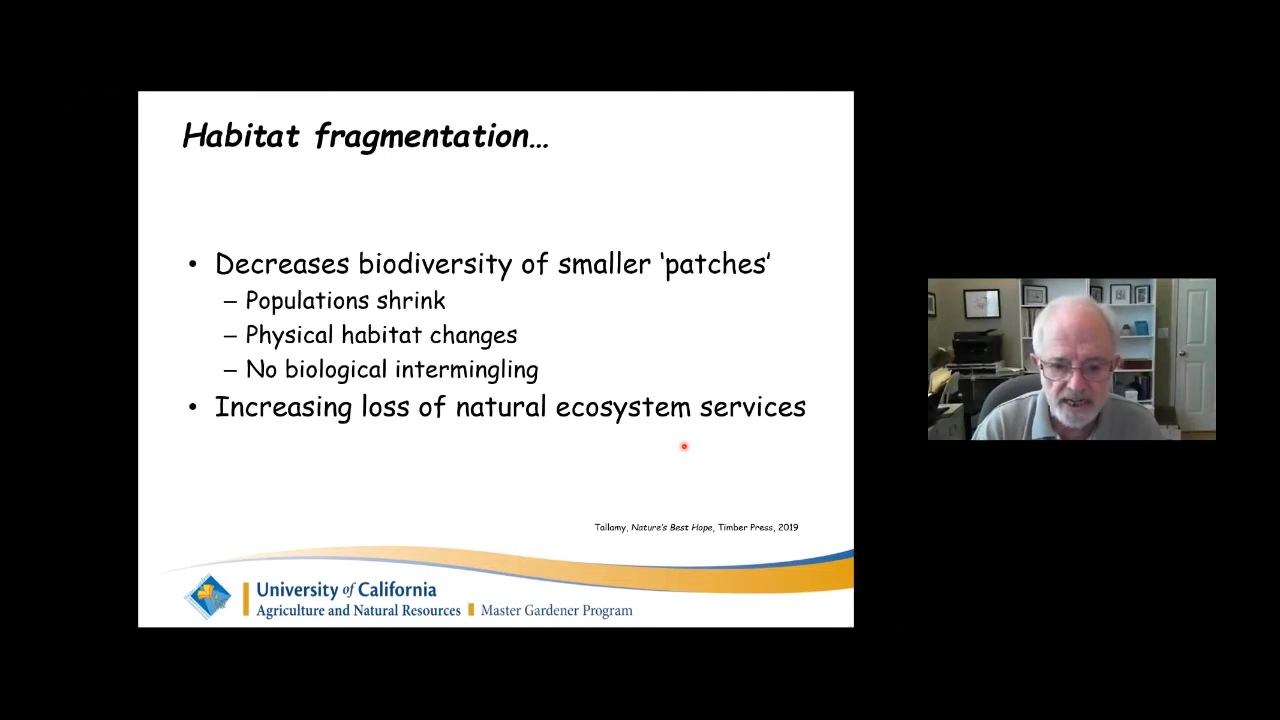 Habitat fragmentation…
• Decreases biodiversity of smaller ‘patches’
– Populations shrink
– Physical habitat changes
– No biological intermingling
• Increasing loss of natural ecosystem services
Tallamy, Nature's Best Hope, Timber Press, 2019
University of California
Agriculture and Natural Resources Master Gardener Program